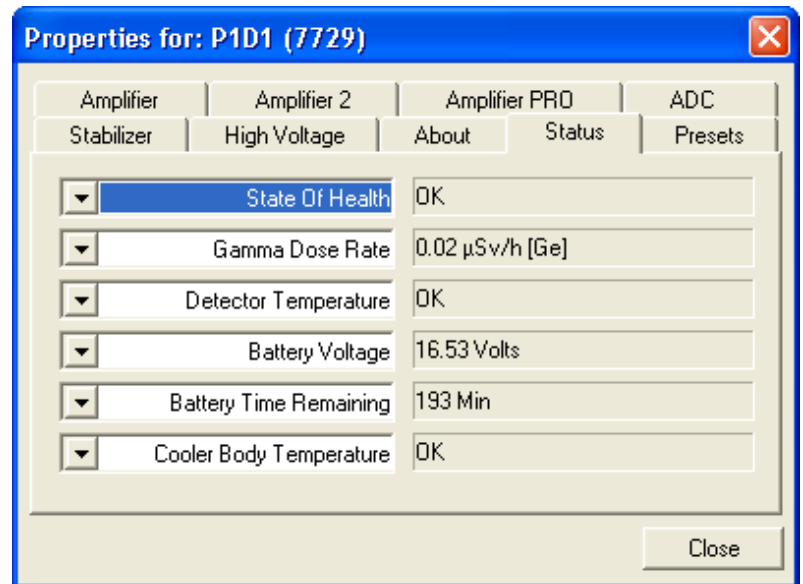 Properties for: P1D1 (7729)
Amplifier Amplifier 2 Amplifier PRO ADC
Stabilizer High Voltage About Status Presets
State Of Health OK
Gamma Dose Rate 0.02 µSv/h [Ge]
Detector Temperature OK
Battery Voltage 16.53 Volts
Battery Time Remaining 193 Min
Cooler Body Temperature OK
Close